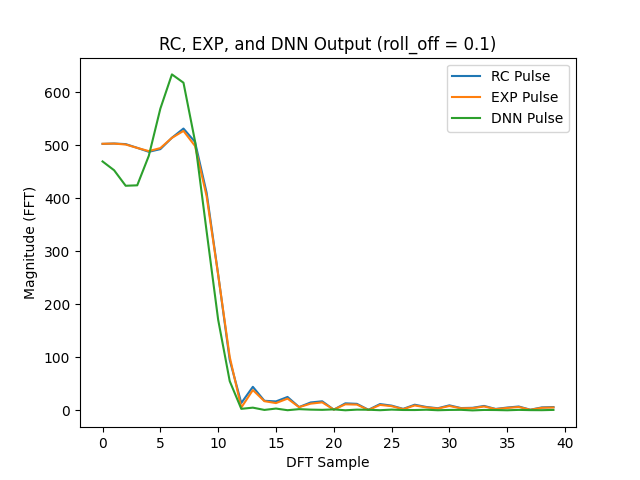 RC, EXP, and DNN Output (roll_off = 0.1)
RC Pulse
EXP Pulse
DNN Pulse
Magnitude (FFT)
600
500
400
300
200
100
0
0 5 10 15 20 25 30 35 40
DFT Sample